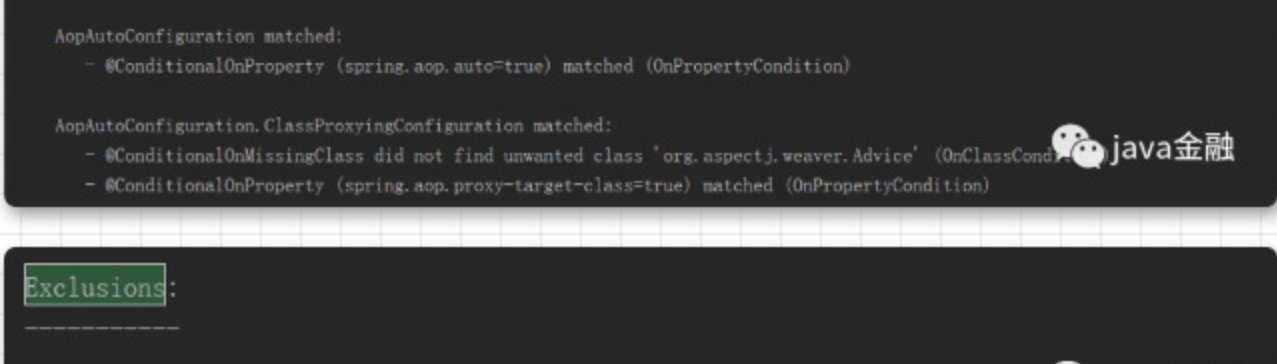 AopAutoConfiguration matched:
- @ConditionalOnProperty (spring.aop.auto=true) matched (OnPropertyCondition)
AopAutoConfiguration.ClassProxyingConfiguration matched:
- @ConditionalOnMissingClass did not find unwanted class 'org.aspectj.weaver.Advice'
java金融
- @ConditionalOnProperty (spring.aop.proxy-target-class=true) matched (OnPropertyCondition)
Exclusions:
-----------